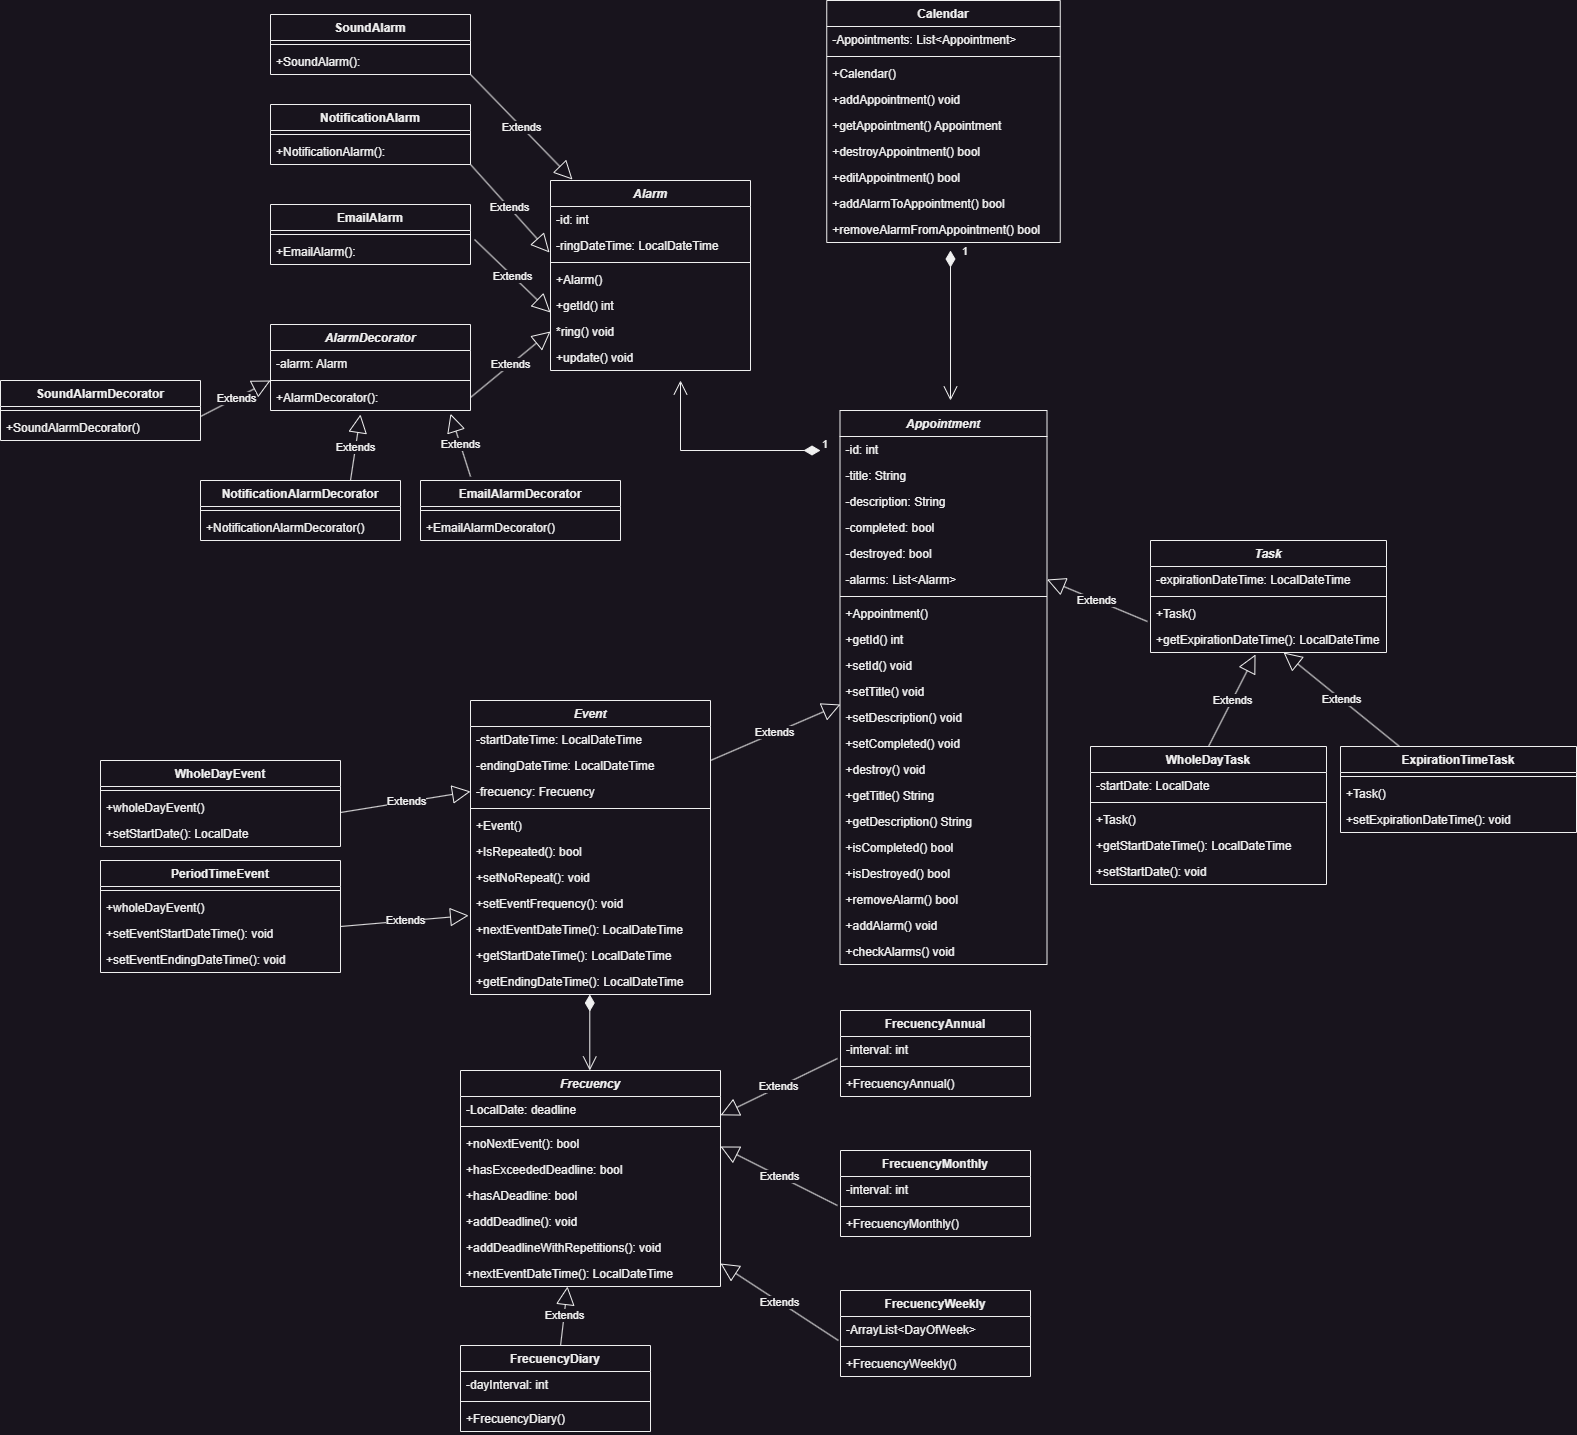 SoundAlarm
+SoundAlarm():
Extends
NotificationAlarm
+NotificationAlarm():
Extends
EmailAlarm
+EmailAlarm():
Extends
AlarmDecorator
-alarm: Alarm
+AlarmDecorator():
Extends
SoundAlarmDecorator
+SoundAlarmDecorator()
Extends
NotificationAlarmDecorator
+NotificationAlarmDecorator()
Extends
EmailAlarmDecorator
+EmailAlarmDecorator()
Extends
Alarm
-id: int
-ringDateTime: LocalDateTime
+Alarm()
+getId() int
*ring() void
+update() void
Calendar
-Appointments: List<Appointment>
+Calendar()
+addAppointment() void
+getAppointment() Appointment
+destroyAppointment() bool
+editAppointment() bool
+addAlarmToAppointment() bool
+removeAlarmFromAppointment() bool
1
1
Appointment
-id: int
-title: String
-description: String
-completed: bool
-destroyed: bool
-alarms: List<Alarm>
+Appointment()
+getId() int
+setId() void
+setTitle() void
+setDescription() void
+setCompleted() void
+destroy() void
+getTitle() String
+getDescription() String
+isCompleted() bool
+isDestroyed() bool
+removeAlarm() bool
+addAlarm() void
+checkAlarms() void
Extends
Task
-expirationDateTime: LocalDateTime
+Task()
+getExpirationDateTime(): LocalDateTime
Extends
Extends
WholeDayTask
-startDate: LocalDate
+Task()
+getStartDateTime(): LocalDateTime
+setStartDate(): void
ExpirationTimeTask
+Task()
+setExpirationDateTime(): void
Extends
Event
-startDateTime: LocalDateTime
-endingDateTime: LocalDateTime
-frecuency: Frecuency
+Event()
+IsRepeated(): bool
+setNoRepeat(): void
+setEventFrequency(): void
+nextEventDateTime(): LocalDateTime
+getStartDateTime(): LocalDateTime
+getEndingDateTime(): LocalDateTime
WholeDayEvent
+wholeDayEvent()
+setStartDate(): LocalDate
Extends
PeriodTimeEvent
+wholeDayEvent()
+setEventStartDateTime(): void
+setEventEndingDateTime(): void
Extends
Frecuency
-LocalDate: deadline
+noNextEvent(): bool
+hasExceededDeadline: bool
+hasADeadline: bool
+addDeadline(): void
+addDeadlineWithRepetitions(): void
+nextEventDateTime(): LocalDateTime
Extends
FrecuencyAnnual
-interval: int
+FrecuencyAnnual()
Extends
FrecuencyMonthly
-interval: int
+FrecuencyMonthly()
Extends
FrecuencyWeekly
-ArrayList<DayOfWeek>
+FrecuencyWeekly()
Extends
FrecuencyDiary
-dayInterval: int
+FrecuencyDiary()